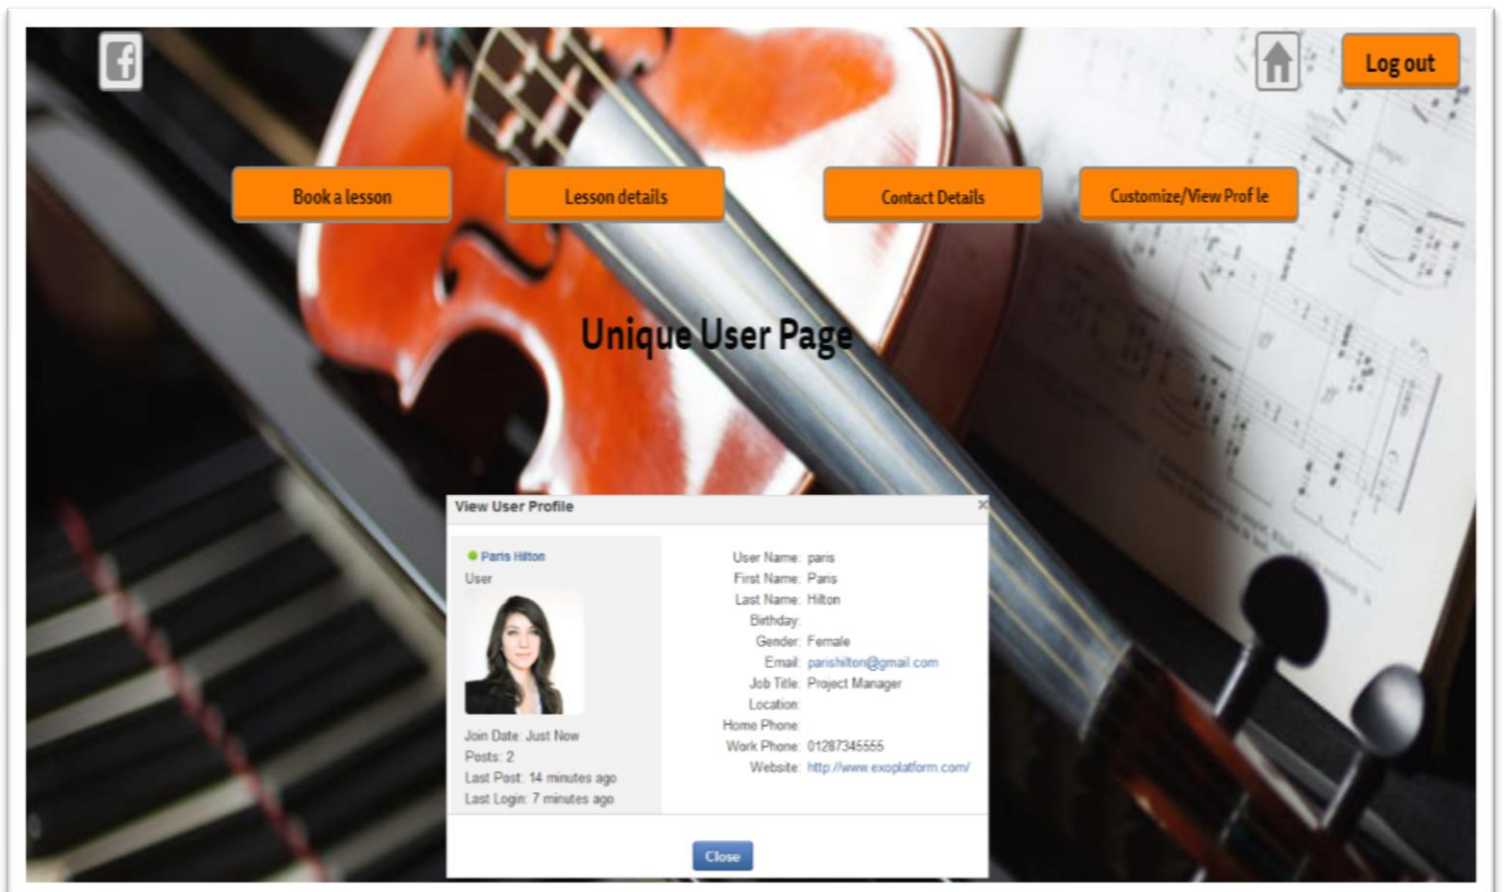 Log out
Book a lesson
Lesson details
Contact Details
Customize/View Profile
Unique User Page
View User Profile
Paris Hilton
User
Join Date: Just Now
Posts: 2
Last Post: 14 minutes ago
Last Login: 7 minutes ago
User Name: paris
First Name: Paris
Last Name: Hilton
Birthday:
Gender: Female
Email: parishilton@gmail.com
Job Title: Project Manager
Location:
Home Phone:
Work Phone: 01287345555
Website: http://www.exoplatform.com/
Close